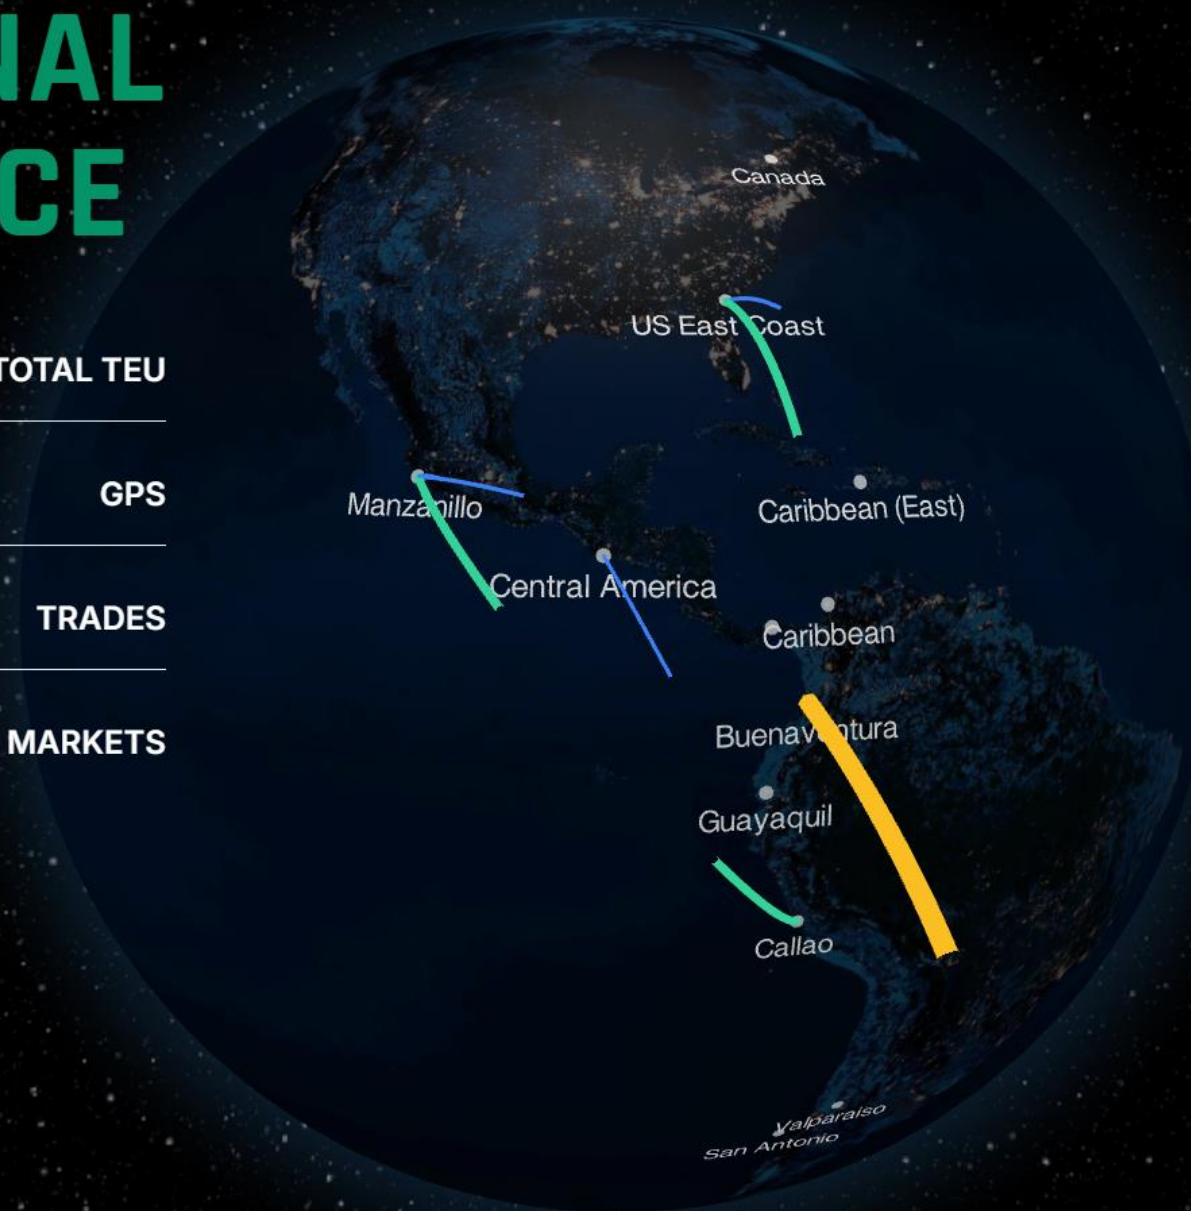 NAL
CE
TOTAL TEU
GPS
TRADES
MARKETS
Canada
US East Coast
Manzanillo
Caribbean (East)
Central America
Caribbean
Buenaventura
Guayaquil
Callao
Valparaiso
San Antonio